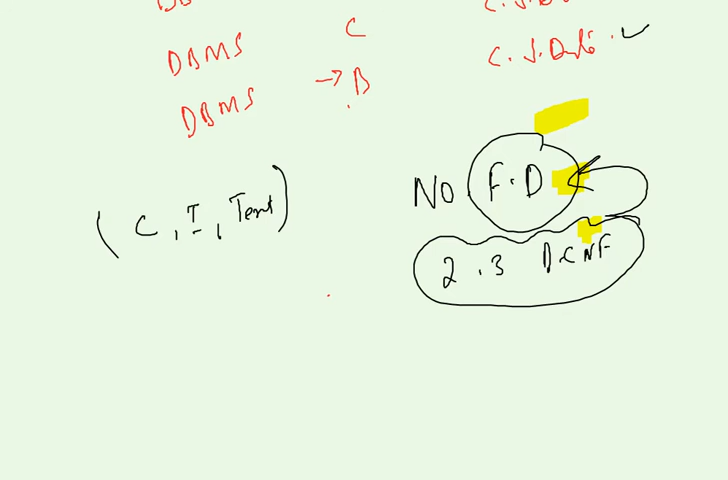 DBMS C C.J.Date.
DBMS → B
NO F.D
(C, I, Text)
2.3 BCNF